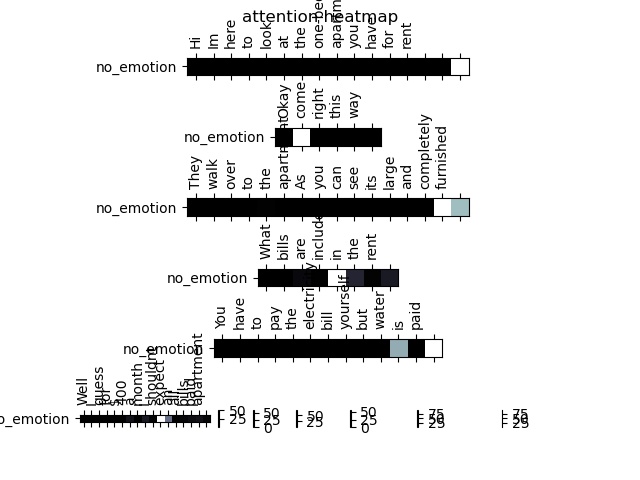 attention heatmap
Hi Im here to look at the apartm you have for rent
no_emotion
Okay come right this way
no_emotion
They walk over to the apartment As you can see its large and completely furnished
no_emotion
What bills are include in the rent
no_emotion
You have to pay the electricity bill yourself but water is paid
no_emotion
Well I guess for 400 a month I shouldnt expect all bills paid apartment
no_emotion
50 50 50 50 75 75
25 25 25 25 50 50
0 0 25 25